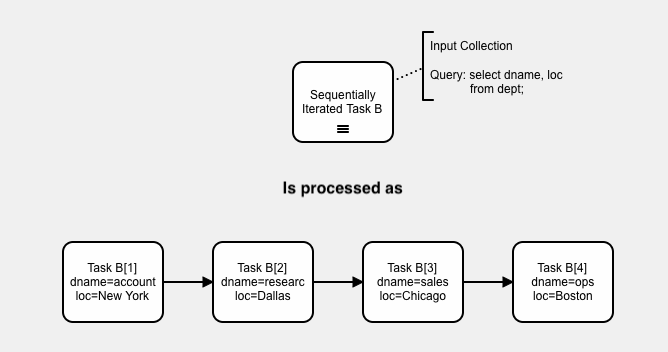 Input Collection
Query: select dname, loc
from dept;
Sequentially
Iterated Task B
Is processed as
Task B[1]
dname=account
loc=New York
Task B[2]
dname=researc
loc=Dallas
Task B[3]
dname=sales
loc=Chicago
Task B[4]
dname=ops
loc=Boston